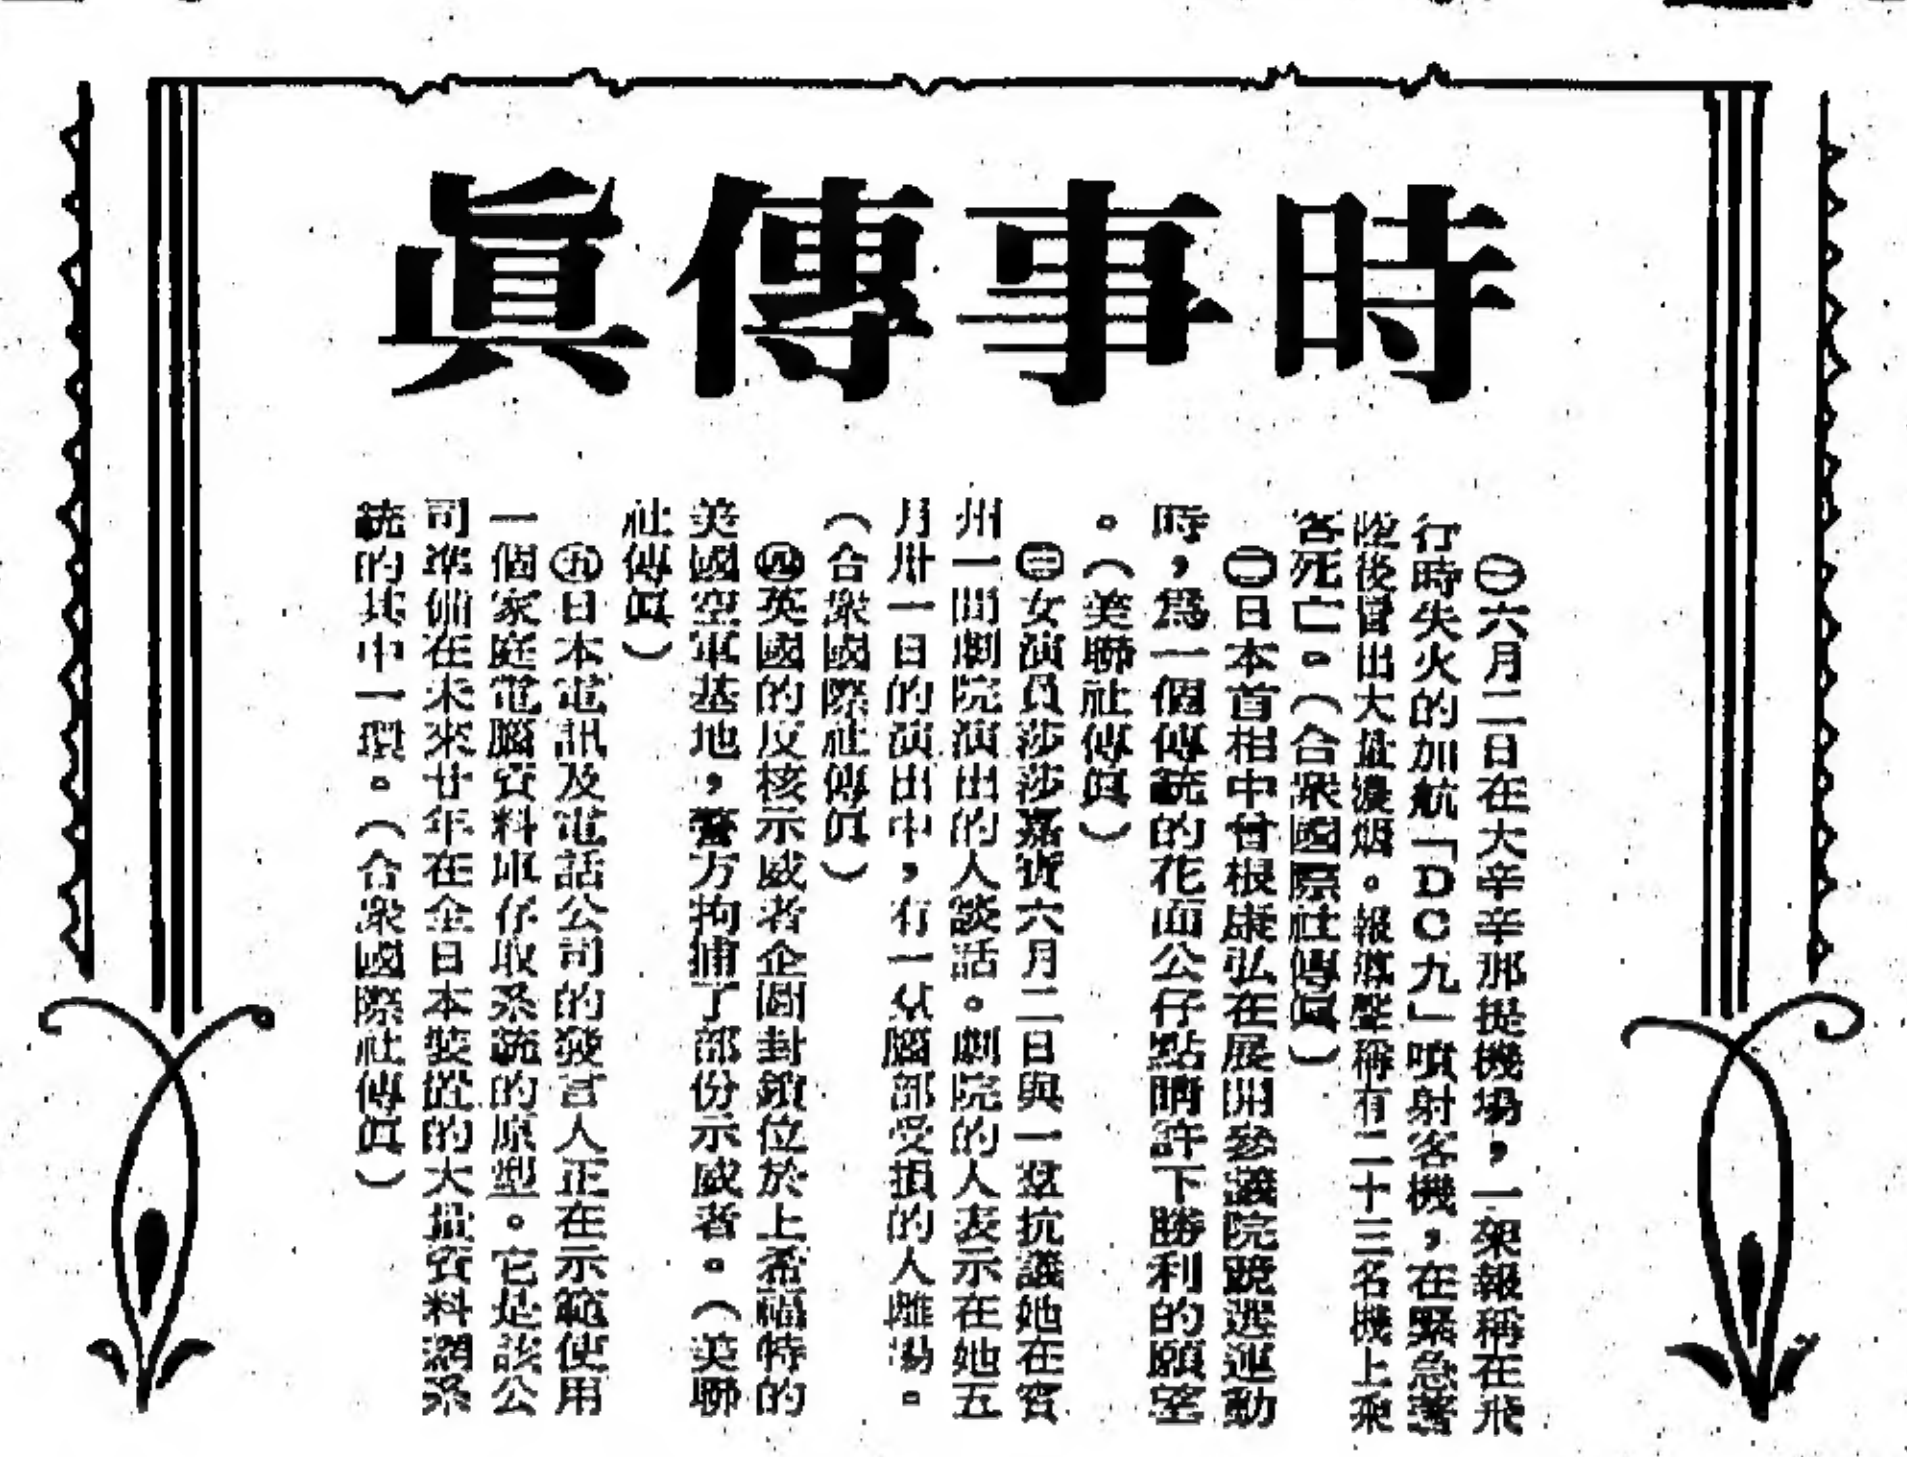 時事傳眞
㊀六月二日在大辛辛那提機場，一架報稱在飛
行時失火的加航「DC九」噴射客機，在緊急著
陸後冒出大量濃烟。報導聲稱有二十三名機上乘
客死亡。（合衆國際社傳眞）
㊁日本首相中曾根康弘在展開參議院競選運動
時，爲一個傳統的花面公仔點睛許下勝利的願望
。（美聯社傳眞）
㊂女演員莎莎嘉寶六月二日與一羣抗議她在賓
州一間劇院演出的人談話。劇院的人表示在她五
月卅一日的演出中，有一羣腦部受損的人離場。
（合衆國際社傳眞）
㊃英國的反核示威者企圖封鎖位於上希福特的
美國空軍基地，警方拘捕了部份示威者。（美聯
社傳眞）
㊄日本電訊及電話公司的發言人正在示範使用
一個家庭電腦資料庫仔取系統的原型。它是該公
司準備在未來廿年在全日本裝置的大量資料網系
統的其中一環。（合衆國際社傳眞）